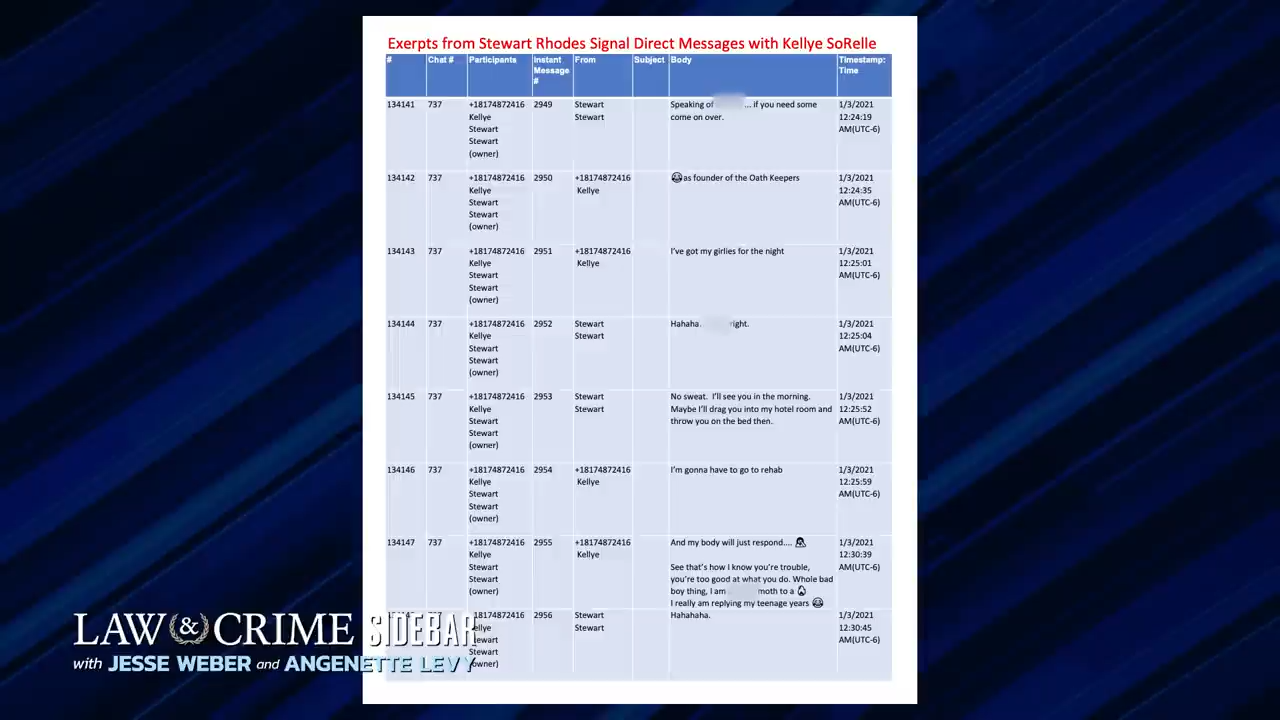 Exerpts from Stewart Rhodes Signal Direct Messages with Kellye SoRelle
# Chat # Participants Instant Message # From Subject Body Timestamp: Time
134141 737 +18174872416 Kellye Stewart Stewart (owner) 2949 Stewart Stewart Speaking of ... if you need some come on over. 1/3/2021 12:24:19 AM(UTC-6)
134142 737 +18174872416 Kellye Stewart Stewart (owner) 2950 +18174872416 Kellye 😂as founder of the Oath Keepers 1/3/2021 12:24:35 AM(UTC-6)
134143 737 +18174872416 Kellye Stewart Stewart (owner) 2951 +18174872416 Kellye I've got my girlies for the night 1/3/2021 12:25:01 AM(UTC-6)
134144 737 +18174872416 Kellye Stewart Stewart (owner) 2952 Stewart Stewart Hahaha. right. 1/3/2021 12:25:04 AM(UTC-6)
134145 737 +18174872416 Kellye Stewart Stewart (owner) 2953 Stewart Stewart No sweat. I'll see you in the morning. Maybe I'll drag you into my hotel room and throw you on the bed then. 1/3/2021 12:25:52 AM(UTC-6)
134146 737 +18174872416 Kellye Stewart Stewart (owner) 2954 +18174872416 Kellye I'm gonna have to go to rehab 1/3/2021 12:25:59 AM(UTC-6)
134147 737 +18174872416 Kellye Stewart Stewart (owner) 2955 +18174872416 Kellye And my body will just respond.... 🤦 See that's how I know you're trouble, you're too good at what you do. Whole bad boy thing, I am moth to a 🔥 I really am replying my teenage years 😂 1/3/2021 12:30:39 AM(UTC-6)
2956 Stewart Stewart Hahahaha. 1/3/2021 12:30:45 AM(UTC-6)
LAW & CRIME SIDEBAR
with JESSE WEBER and ANGENETTE LEVY